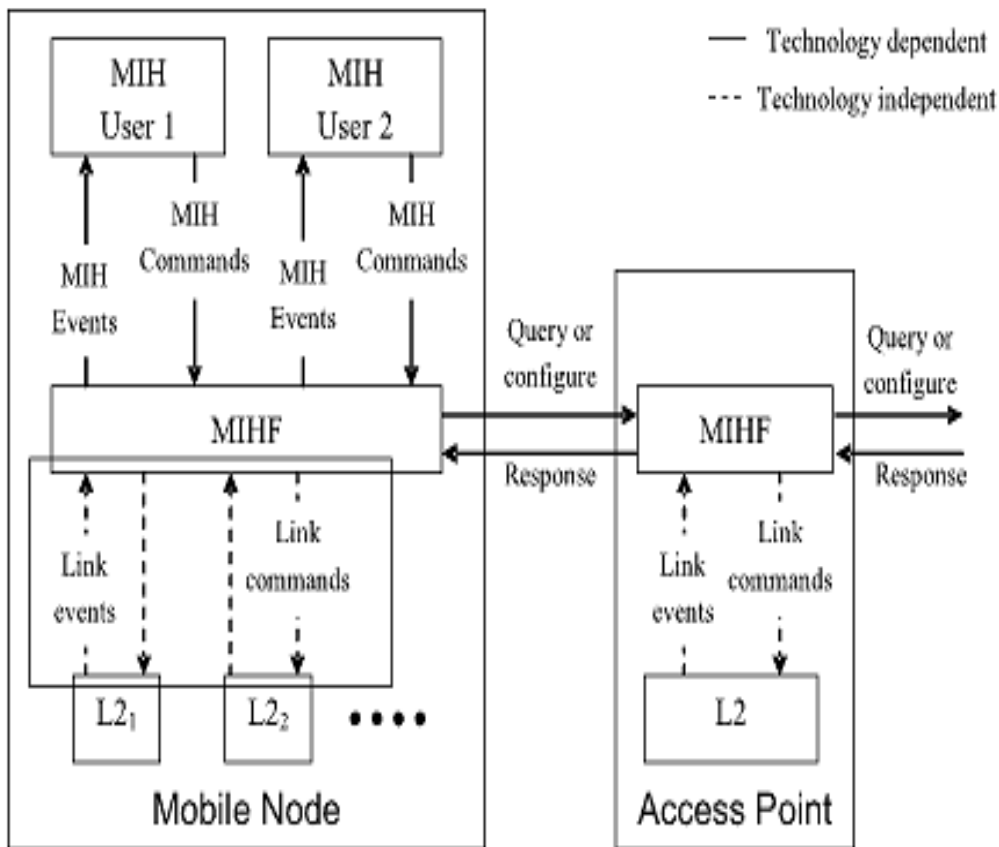 MIH
User 1
MIH
User 2
Technology dependent
Technology independent
MIH
Commands
MIH
Commands
MIH
Events
MIH
Events
Query or
configure
Query or
configure
MIHF
MIHF
Response
Response
Link
events
Link
commands
Link
events
Link
commands
L2₁
L2₂
L2
Mobile Node
Access Point